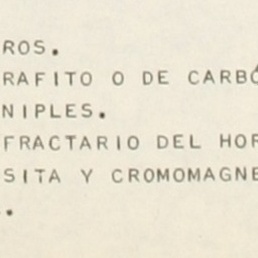 ROS.
RAFITO O DE CARBÓ
NIPLES.
FRACTARIO DEL HOR
SITA Y CROMOMAGNE
.